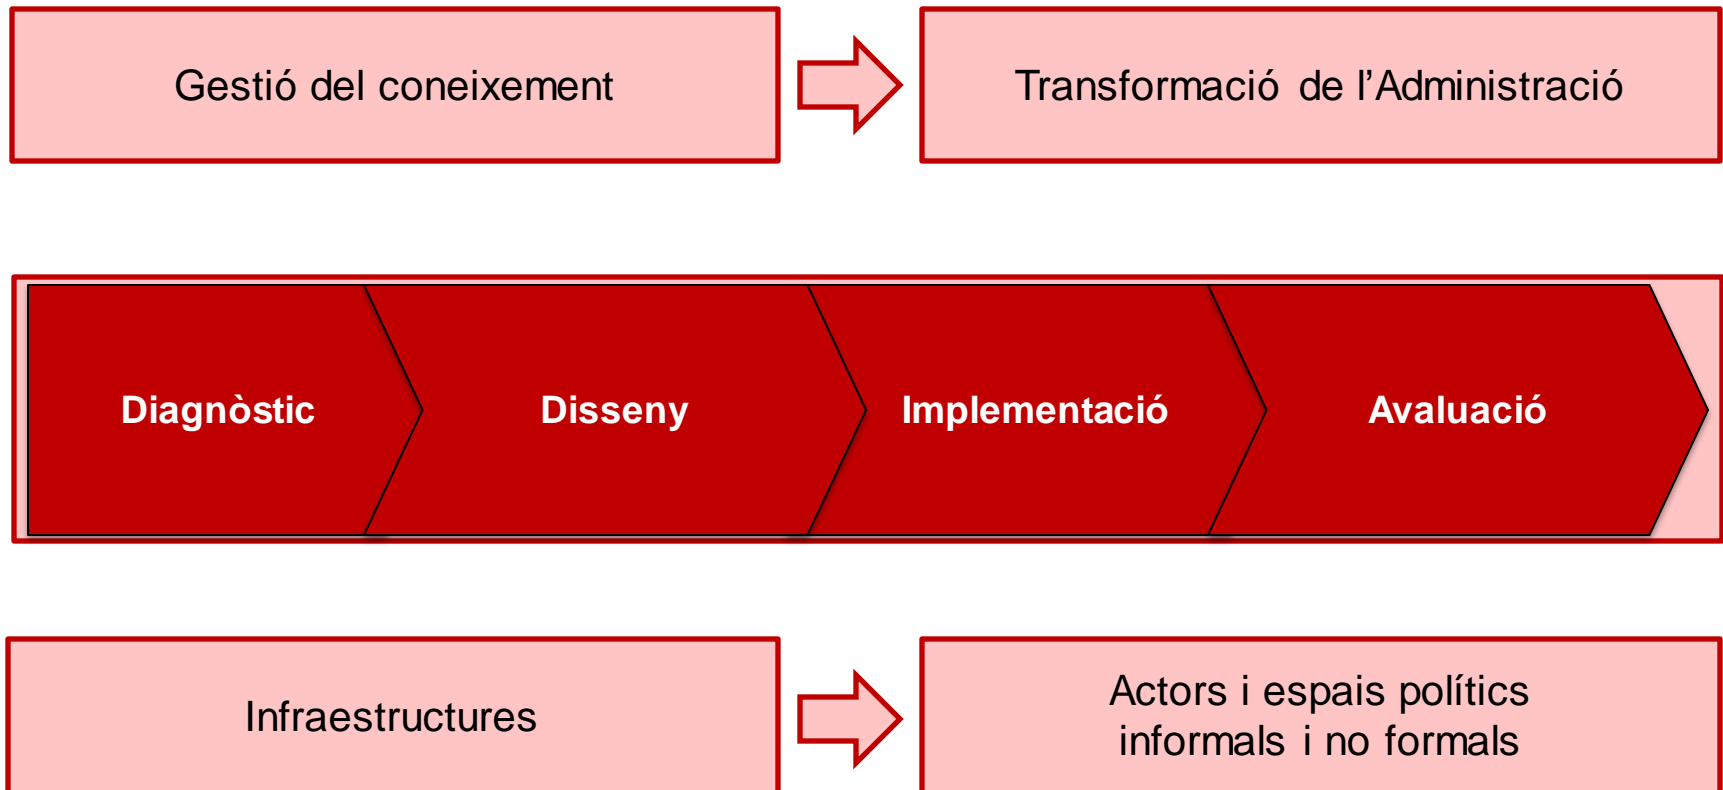 Gestió del coneixement
Transformació de l’Administració
Diagnòstic
Disseny
Implementació
Avaluació
Infraestructures
Actors i espais polítics
informals i no formals